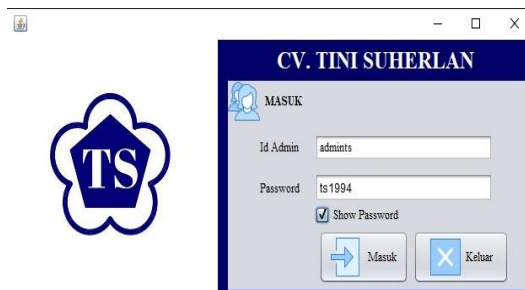 CV. TINI SUHERLAN
TS
MASUK
Id Admin admints
Password ts1994
Show Password
Masuk Keluar